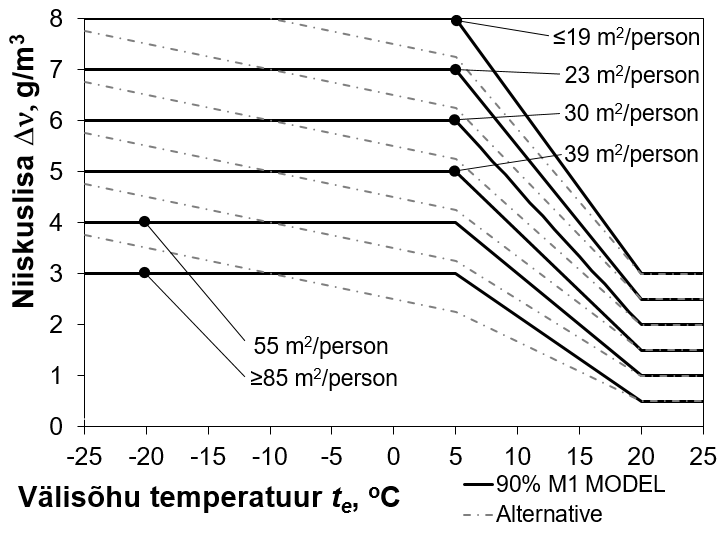 Niiskuslisa Δν, g/m³
8
7
6
5
4
3
2
1
0
≤19 m²/person
23 m²/person
30 m²/person
39 m²/person
55 m²/person
≥85 m²/person
-25 -20 -15 -10 -5 0 5 10 15 20 25
Välisõhu temperatuur te, ºC
90% M1 MODEL
Alternative